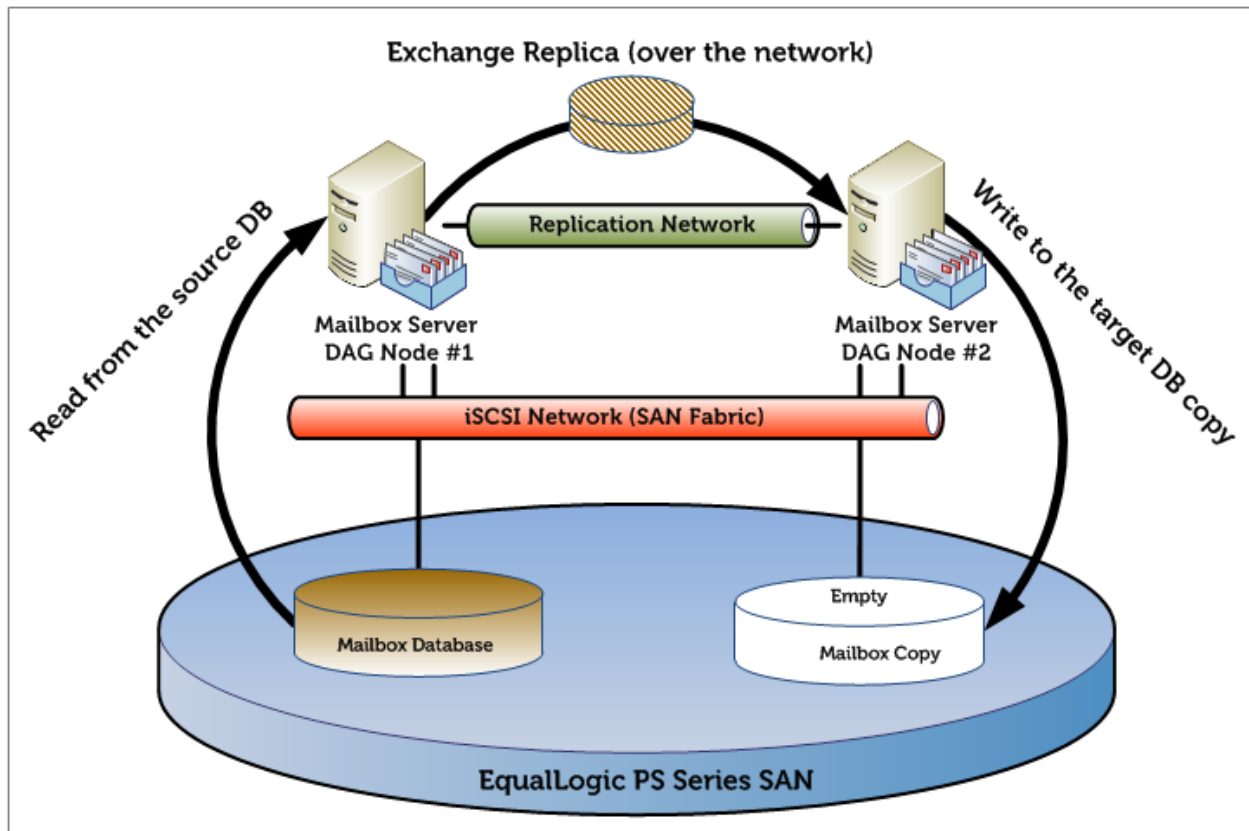 Exchange Replica (over the network)
Replication Network
Read from the source DB
Write to the target DB copy
Mailbox Server
DAG Node #1
Mailbox Server
DAG Node #2
iSCSI Network (SAN Fabric)
Mailbox Database
Empty
Mailbox Copy
EqualLogic PS Series SAN